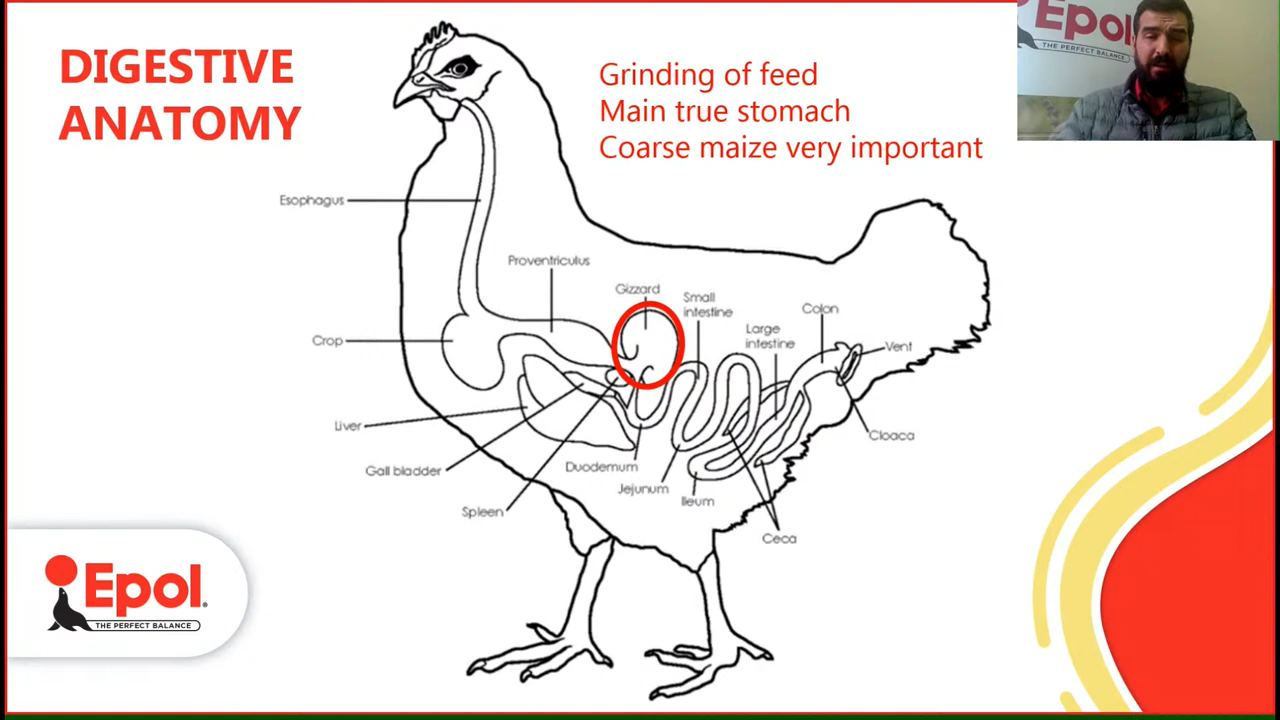 DIGESTIVE
ANATOMY
Grinding of feed
Main true stomach
Coarse maize very important
Epol
THE PERFECT BALANCE
Esophagus
Proventriculus
Gizzard
Small
intestine
Large
intestine
Colon
Vent
Crop
Liver
Gall bladder
Spleen
Duodemum
Jejunum
Ileum
Ceca
Cloaca
Epol®
THE PERFECT BALANCE